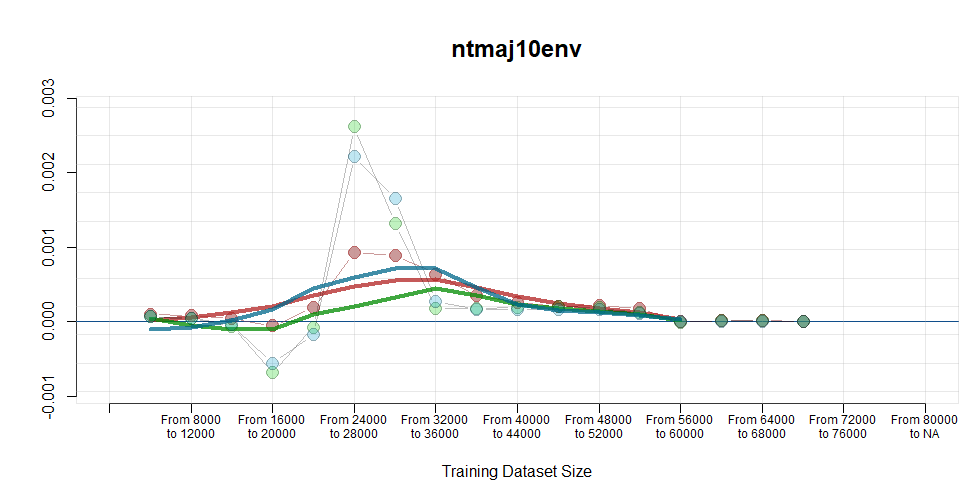 ntmaj10env
0.003
0.002
0.001
0.000
-0.001
From 8000 From 16000 From 24000 From 32000 From 40000 From 48000 From 56000 From 64000 From 72000 From 80000
to 12000 to 20000 to 28000 to 36000 to 44000 to 52000 to 60000 to 68000 to 76000 to NA
Training Dataset Size